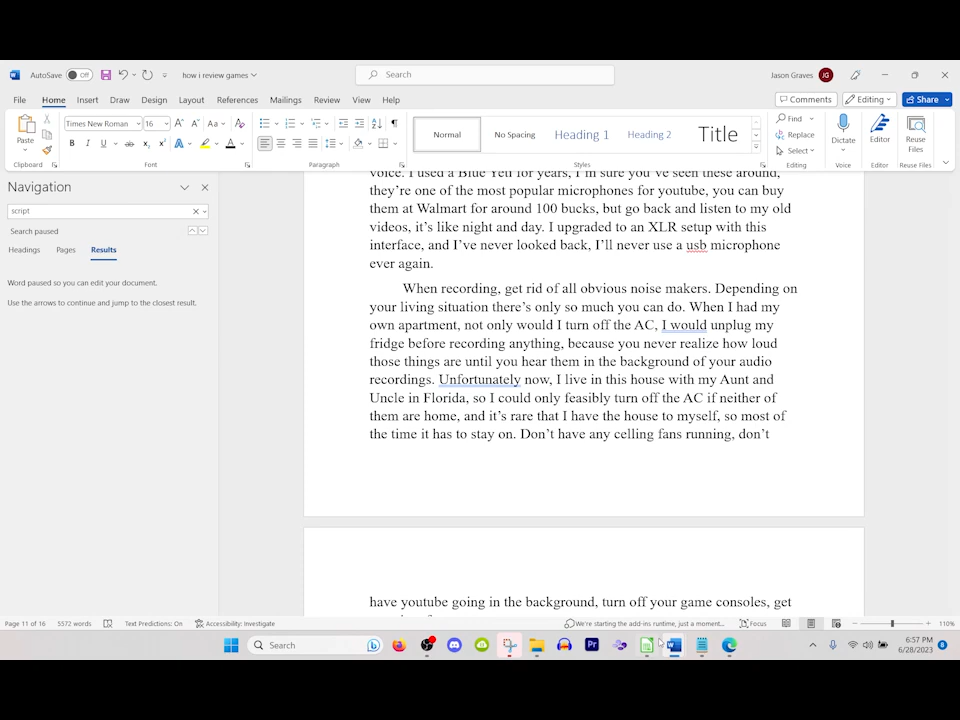 AutoSave Off how i review games Search Jason Graves JG
File Home Insert Draw Design Layout References Mailings Review View Help Comments Editing Share
Paste Times New Roman 16 Aa Normal No Spacing Heading 1 Heading 2 Title Find Replace Select Dictate Editor Reuse Files
Clipboard Font Paragraph Styles Editing Voice Editor Reuse Files
Navigation
script
Search paused
Headings Pages Results
Word paused so you can edit your document.
Use the arrows to continue and jump to the closest result.
voice. I used a Blue Yeti for years, I'm sure you've seen these around,
they're one of the most popular microphones for youtube, you can buy
them at Walmart for around 100 bucks, but go back and listen to my old
videos, it's like night and day. I upgraded to an XLR setup with this
interface, and I've never looked back, I'll never use a usb microphone
ever again.
When recording, get rid of all obvious noise makers. Depending on
your living situation there's only so much you can do. When I had my
own apartment, not only would I turn off the AC, I would unplug my
fridge before recording anything, because you never realize how loud
those things are until you hear them in the background of your audio
recordings. Unfortunately now, I live in this house with my Aunt and
Uncle in Florida, so I could only feasibly turn off the AC if neither of
them are home, and it's rare that I have the house to myself, so most of
the time it has to stay on. Don't have any celling fans running, don't
have youtube going in the background, turn off your game consoles, get
Page 11 of 16 5572 words Text Predictions: On Accessibility: Investigate We're starting the add-ins runtime, just a moment... Focus 110%
Search 6:57 PM
6/28/2023